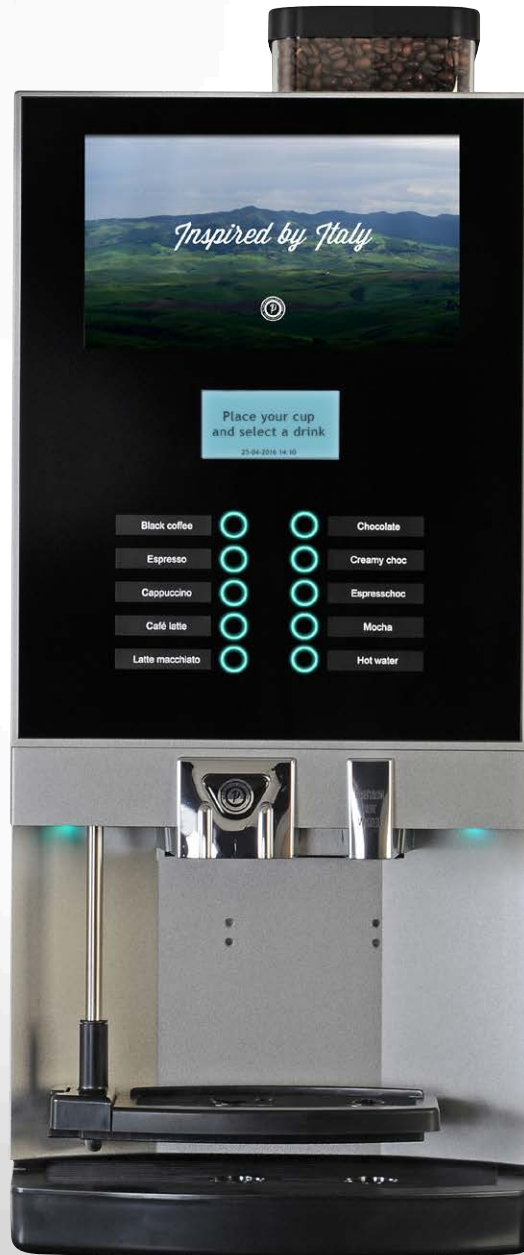 Inspired by Italy
Place your cup
and select a drink
25-04-2016 14:10
Black coffee
Chocolate
Espresso
Creamy choc
Cappuccino
Espresschoc
Café latte
Mocha
Latte macchiato
Hot water